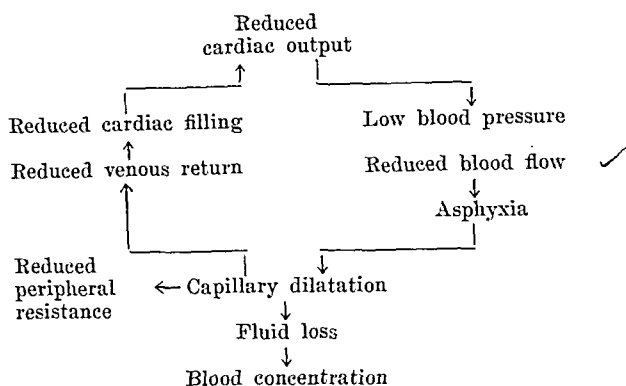 Reduced
cardiac output
Reduced cardiac filling
Low blood pressure
Reduced venous return
Reduced blood flow
Asphyxia
Reduced
peripheral
resistance
Capillary dilatation
Fluid loss
Blood concentration